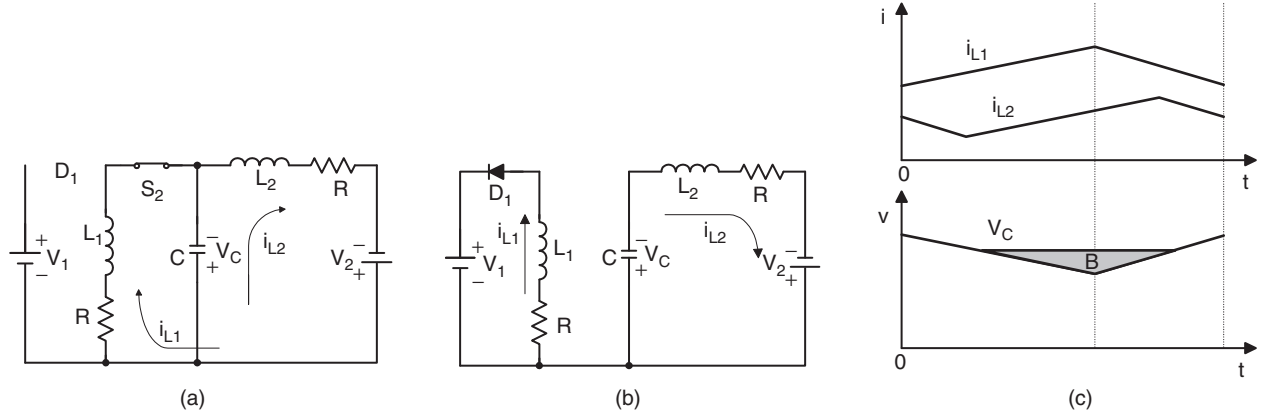 D1
S2
L2
R
L1
+
V1
−
C
−
VC
+
iL2
−
V2
+
R
iL1
(a)
D1
L2
R
iL1
L1
iL2
+
V1
−
C
−
VC
+
−
V2
+
R
(b)
i
iL1
iL2
0
t
v
VC
B
0
t
(c)